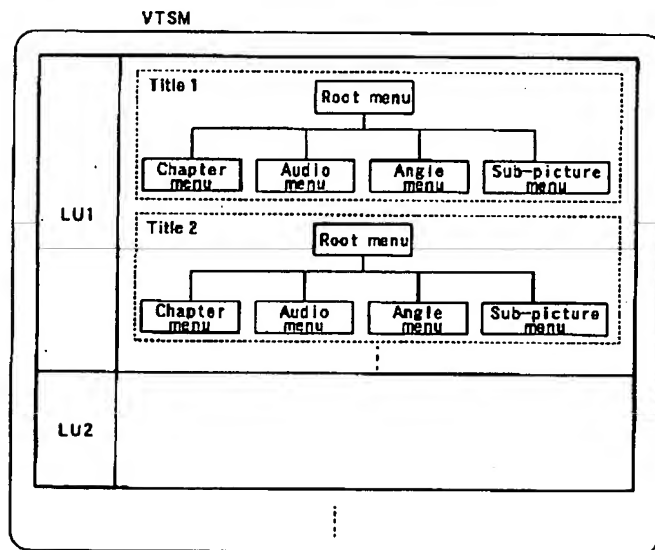 VTSM
LU1
Title 1
Root menu
Chapter menu
Audio menu
Angle menu
Sub-picture menu
Title 2
Root menu
Chapter menu
Audio menu
Angle menu
Sub-picture menu
LU2